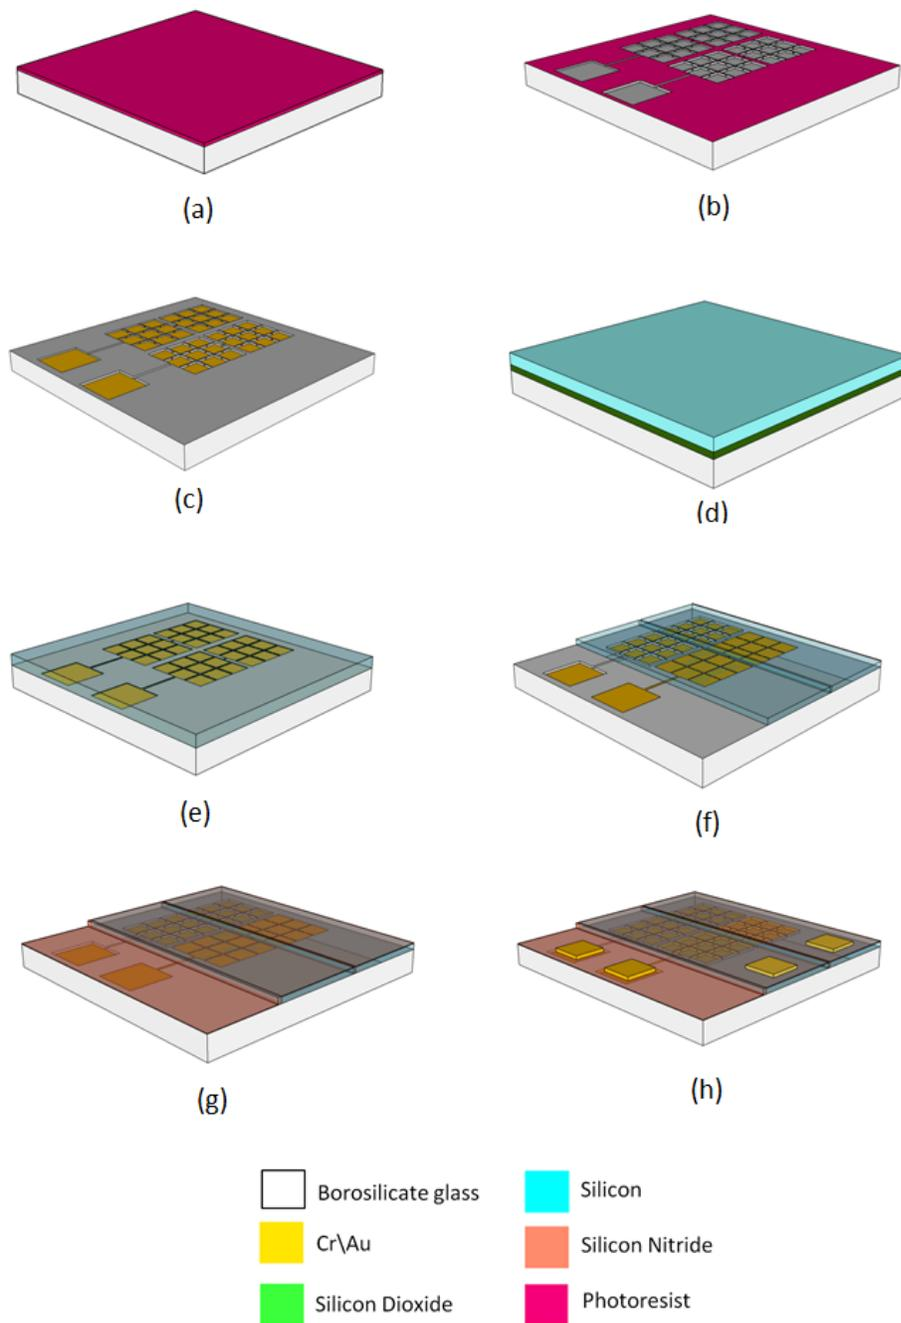 (a)
(b)
(c)
(d)
(e)
(f)
(g)
(h)
Borosilicate glass
Silicon
Cr\Au
Silicon Nitride
Silicon Dioxide
Photoresist